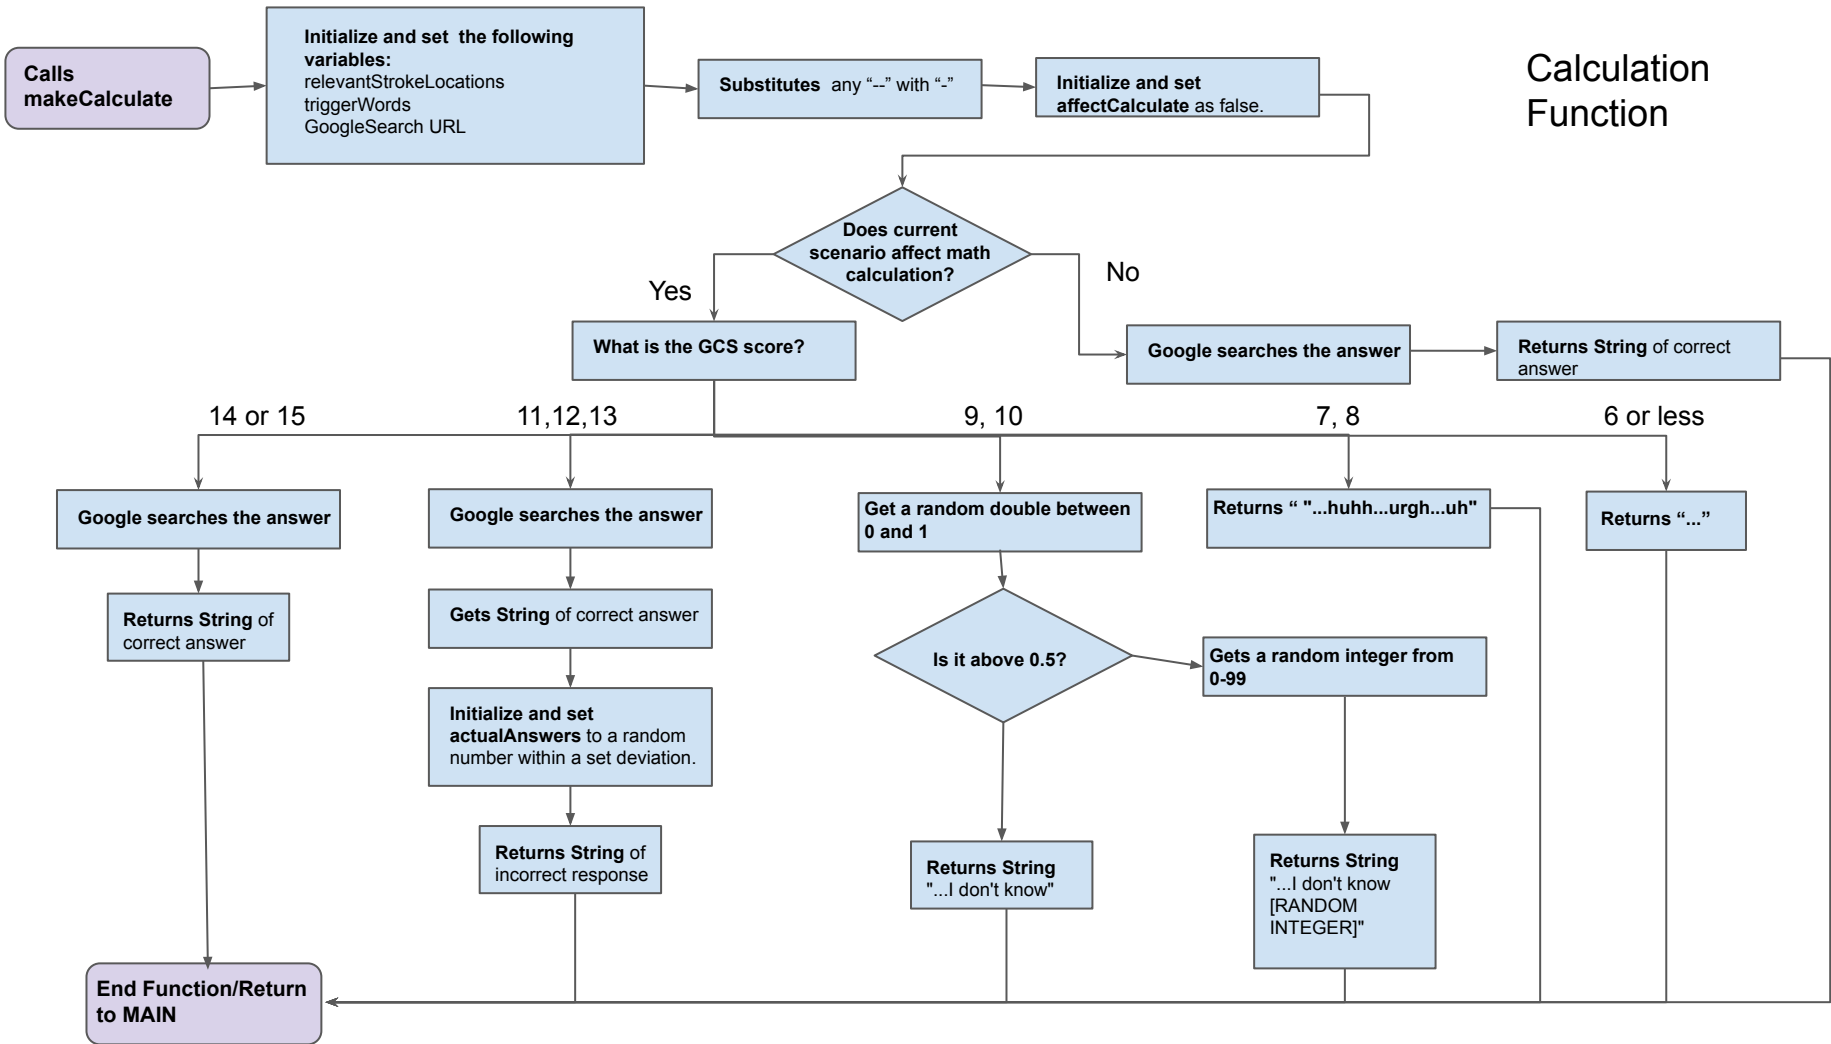 Calculation
Function
Calls
makeCalculate
Initialize and set  the following
variables:
relevantStrokeLocations
triggerWords
GoogleSearch URL
Substitutes  any “--” with “-”
Initialize and set
affectCalculate as false.
Does current
scenario affect math
calculation?
Yes
No
What is the GCS score?
Google searches the answer
Returns String of correct
answer
14 or 15
11,12,13
9, 10
7, 8
6 or less
Google searches the answer
Returns String of
correct answer
Google searches the answer
Gets String of correct answer
Initialize and set
actualAnswers to a random
number within a set deviation.
Returns String of
incorrect response
Get a random double between
0 and 1
Is it above 0.5?
Returns String
"...I don't know"
Gets a random integer from
0-99
Returns String
"...I don't know
[RANDOM
INTEGER]"
Returns “ "...huhh...urgh...uh"
Returns “...”
End Function/Return
to MAIN